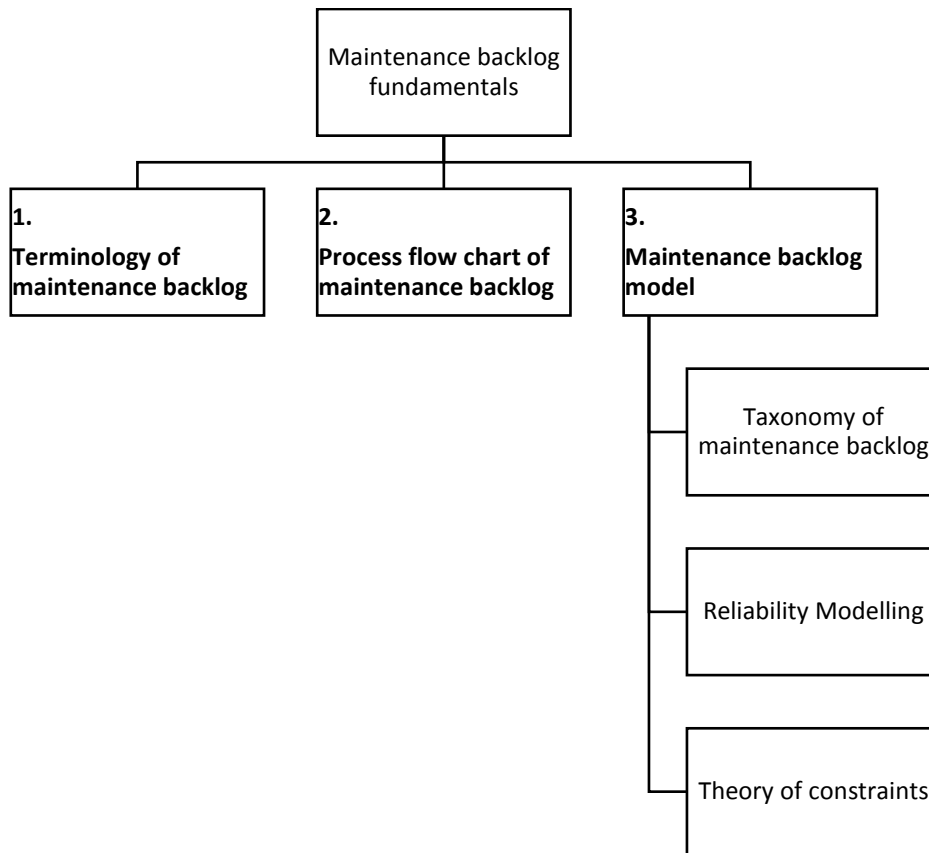 Maintenance backlog
fundamentals
1.
Terminology of
maintenance backlog
2.
Process flow chart of
maintenance backlog
3.
Maintenance backlog
model
Taxonomy of
maintenance backlog
Reliability Modelling
Theory of constraints